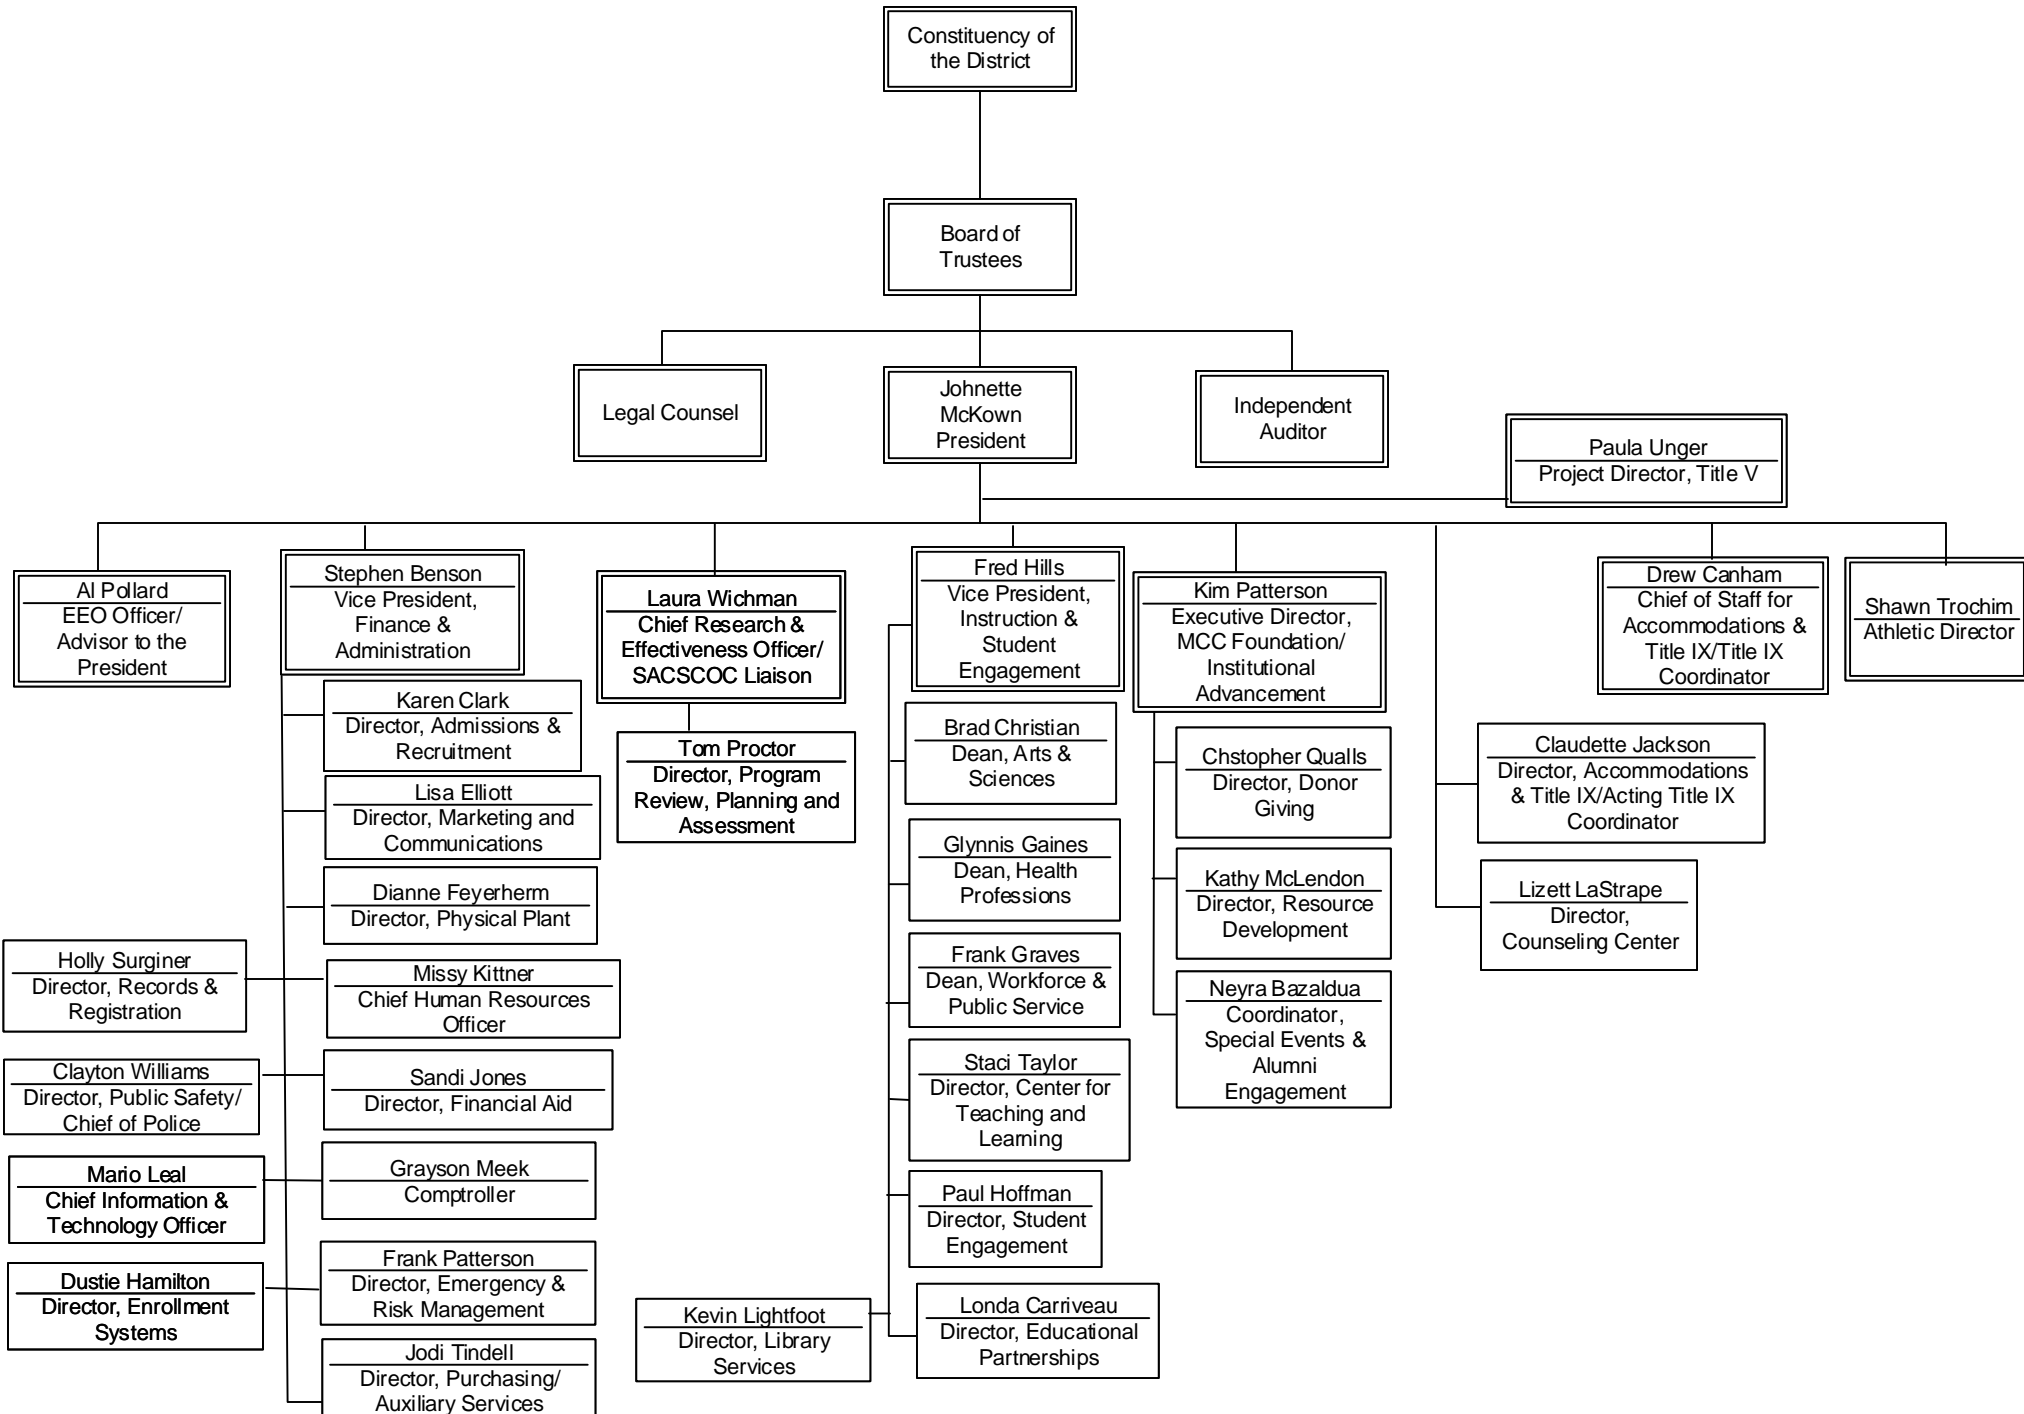 Constituency of
the District
Board of
Trustees
Legal Counsel
Johnette
McKown
President
Independent
Auditor
Paula Unger
Project Director, Title V
Al Pollard
EEO Officer/
Advisor to the
President
Stephen Benson
Vice President,
Finance &
Administration
Karen Clark
Director, Admissions &
Recruitment
Lisa Elliott
Director, Marketing and
Communications
Dianne Feyerherm
Director, Physical Plant
Holly Surginer
Director, Records &
Registration
Missy Kittner
Chief Human Resources
Officer
Clayton Williams
Director, Public Safety/
Chief of Police
Sandi Jones
Director, Financial Aid
Mario Leal
Chief Information &
Technology Officer
Grayson Meek
Comptroller
Dustie Hamilton
Director, Enrollment
Systems
Frank Patterson
Director, Emergency &
Risk Management
Jodi Tindell
Director, Purchasing/
Auxiliary Services
Laura Wichman
Chief Research &
Effectiveness Officer/
SACSCOC Liaison
Tom Proctor
Director, Program
Review, Planning and
Assessment
Fred Hills
Vice President,
Instruction &
Student
Engagement
Brad Christian
Dean, Arts &
Sciences
Glynnis Gaines
Dean, Health
Professions
Frank Graves
Dean, Workforce &
Public Service
Staci Taylor
Director, Center for
Teaching and
Learning
Paul Hoffman
Director, Student
Engagement
Kevin Lightfoot
Director, Library
Services
Londa Carriveau
Director, Educational
Partnerships
Kim Patterson
Executive Director,
MCC Foundation/
Institutional
Advancement
Chstopher Qualls
Director, Donor
Giving
Kathy McLendon
Director, Resource
Development
Neyra Bazaldua
Coordinator,
Special Events &
Alumni
Engagement
Claudette Jackson
Director, Accommodations
& Title IX/Acting Title IX
Coordinator
Lizett LaStrape
Director,
Counseling Center
Drew Canham
Chief of Staff for
Accommodations &
Title IX/Title IX
Coordinator
Shawn Trochim
Athletic Director